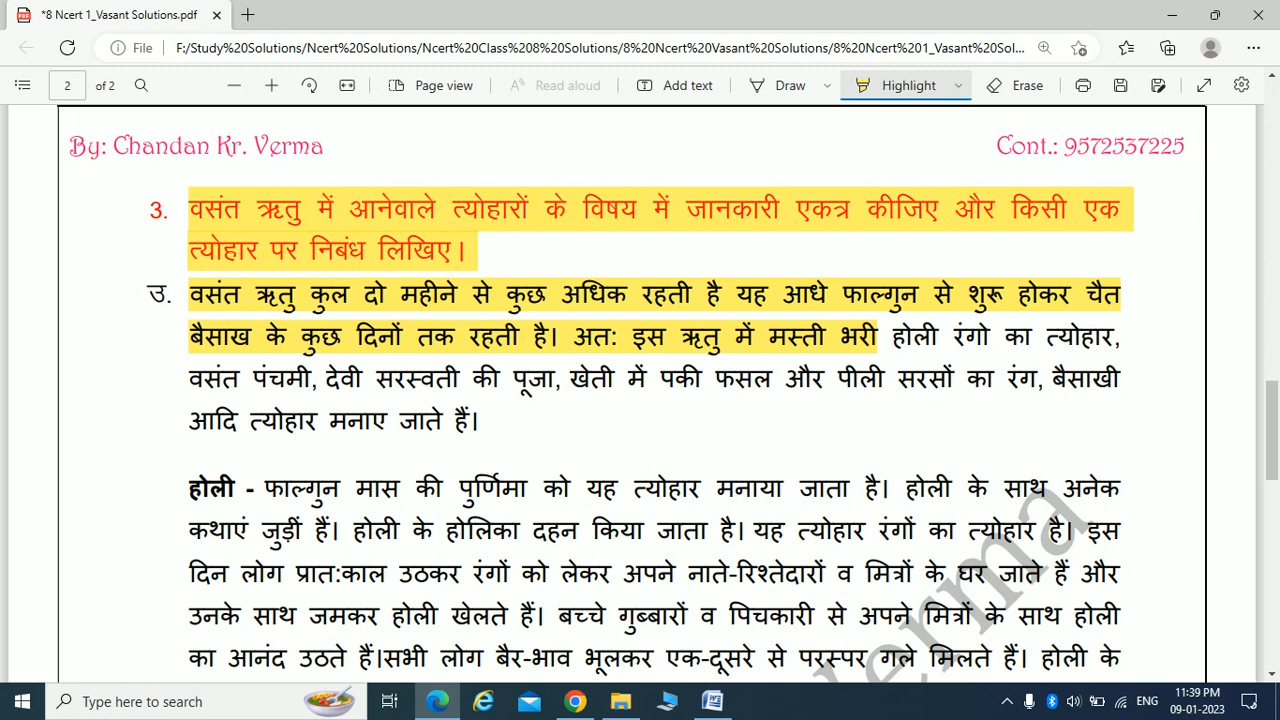 *8 Ncert 1_Vasant Solutions.pdf
File F:/Study%20Solutions/Ncert%20Solutions/Ncert%20Class%208%20Solutions/8%20Ncert%20Vasant%20Solutions/8%20Ncert%201_Vasant%20Sol...
2 of 2 Page view Read aloud Add text Draw Highlight Erase
By: Chandan Kr. Verma Cont.: 9572537225
3. वसंत ऋतु में आनेवाले त्योहारों के विषय में जानकारी एकत्र कीजिए और किसी एक
त्योहार पर निबंध लिखिए।
उ. वसंत ऋतु कुल दो महीने से कुछ अधिक रहती है यह आधे फाल्गुन से शुरू होकर चैत
बैसाख के कुछ दिनों तक रहती है। अत: इस ऋतु में मस्ती भरी होली रंगो का त्योहार,
वसंत पंचमी, देवी सरस्वती की पूजा, खेती में पकी फसल और पीली सरसों का रंग, बैसाखी
आदि त्योहार मनाए जाते हैं।
होली - फाल्गुन मास की पुर्णिमा को यह त्योहार मनाया जाता है। होली के साथ अनेक
कथाएं जुड़ीं हैं। होली के होलिका दहन किया जाता है। यह त्योहार रंगों का त्योहार है। इस
दिन लोग प्रात:काल उठकर रंगों को लेकर अपने नाते-रिश्तेदारों व मित्रों के घर जाते हैं और
उनके साथ जमकर होली खेलते हैं। बच्चे गुब्बारों व पिचकारी से अपने मित्रों के साथ होली
का आनंद उठते हैं।सभी लोग बैर-भाव भूलकर एक-दूसरे से परस्पर गले मिलते हैं। होली के
Type here to search ENG 11:39 PM
09-01-2023